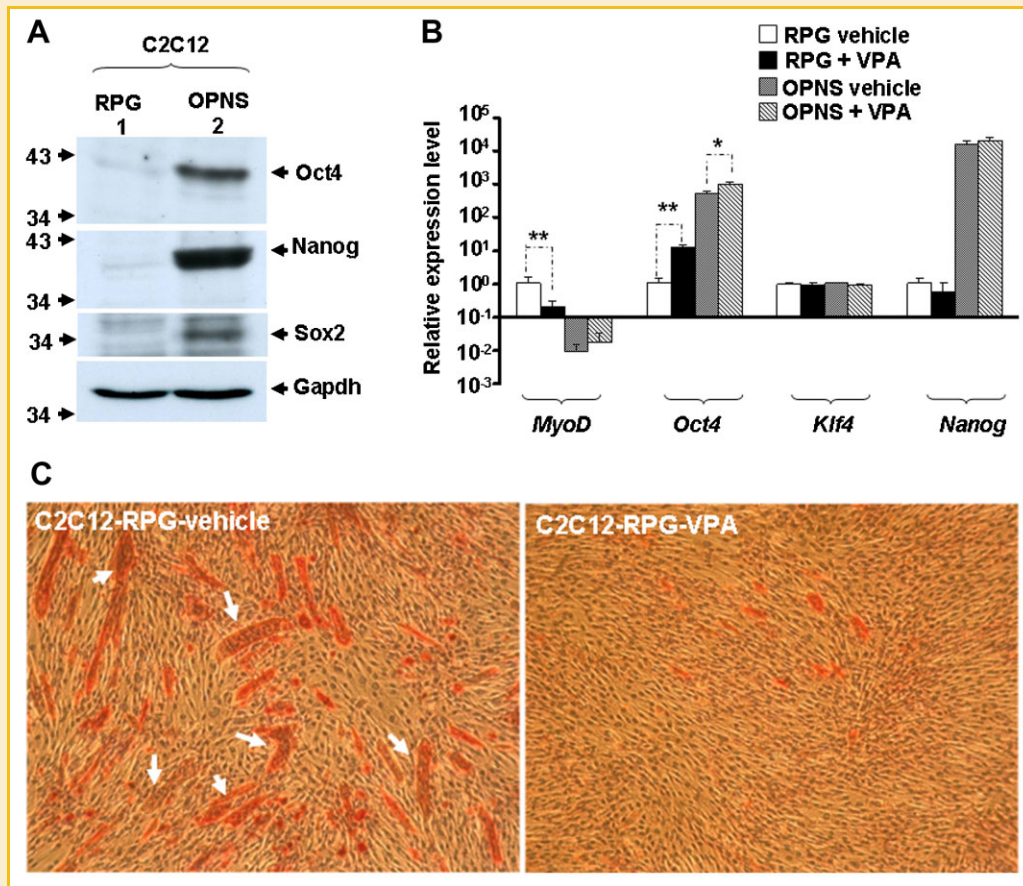 A
C2C12
RPG OPNS
1 2
43
Oct4
34
43
Nanog
34
Sox2
34
Gapdh
34
B
RPG vehicle
RPG + VPA
OPNS vehicle
OPNS + VPA
Relative expression level
10^5
10^4
10^3
10^2
10^1
10^0
10^-1
10^-2
10^-3
**
**
*
MyoD Oct4 Klf4 Nanog
C
C2C12-RPG-vehicle
C2C12-RPG-VPA